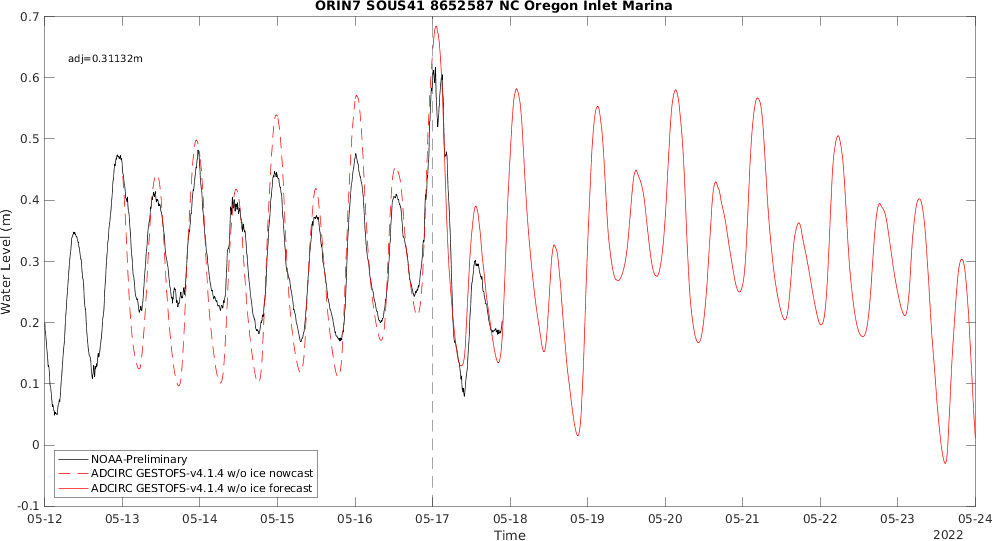 ORIN7 SOUS41 8652587 NC Oregon Inlet Marina
0.7
adj=0.31132m
0.6
0.5
0.4
0.3
0.2
0.1
0
-0.1
Water Level (m)
NOAA-Preliminary
ADCIRC GESTOFS-v4.1.4 w/o ice nowcast
ADCIRC GESTOFS-v4.1.4 w/o ice forecast
05-12 05-13 05-14 05-15 05-16 05-17 05-18 05-19 05-20 05-21 05-22 05-23 05-24
Time
2022